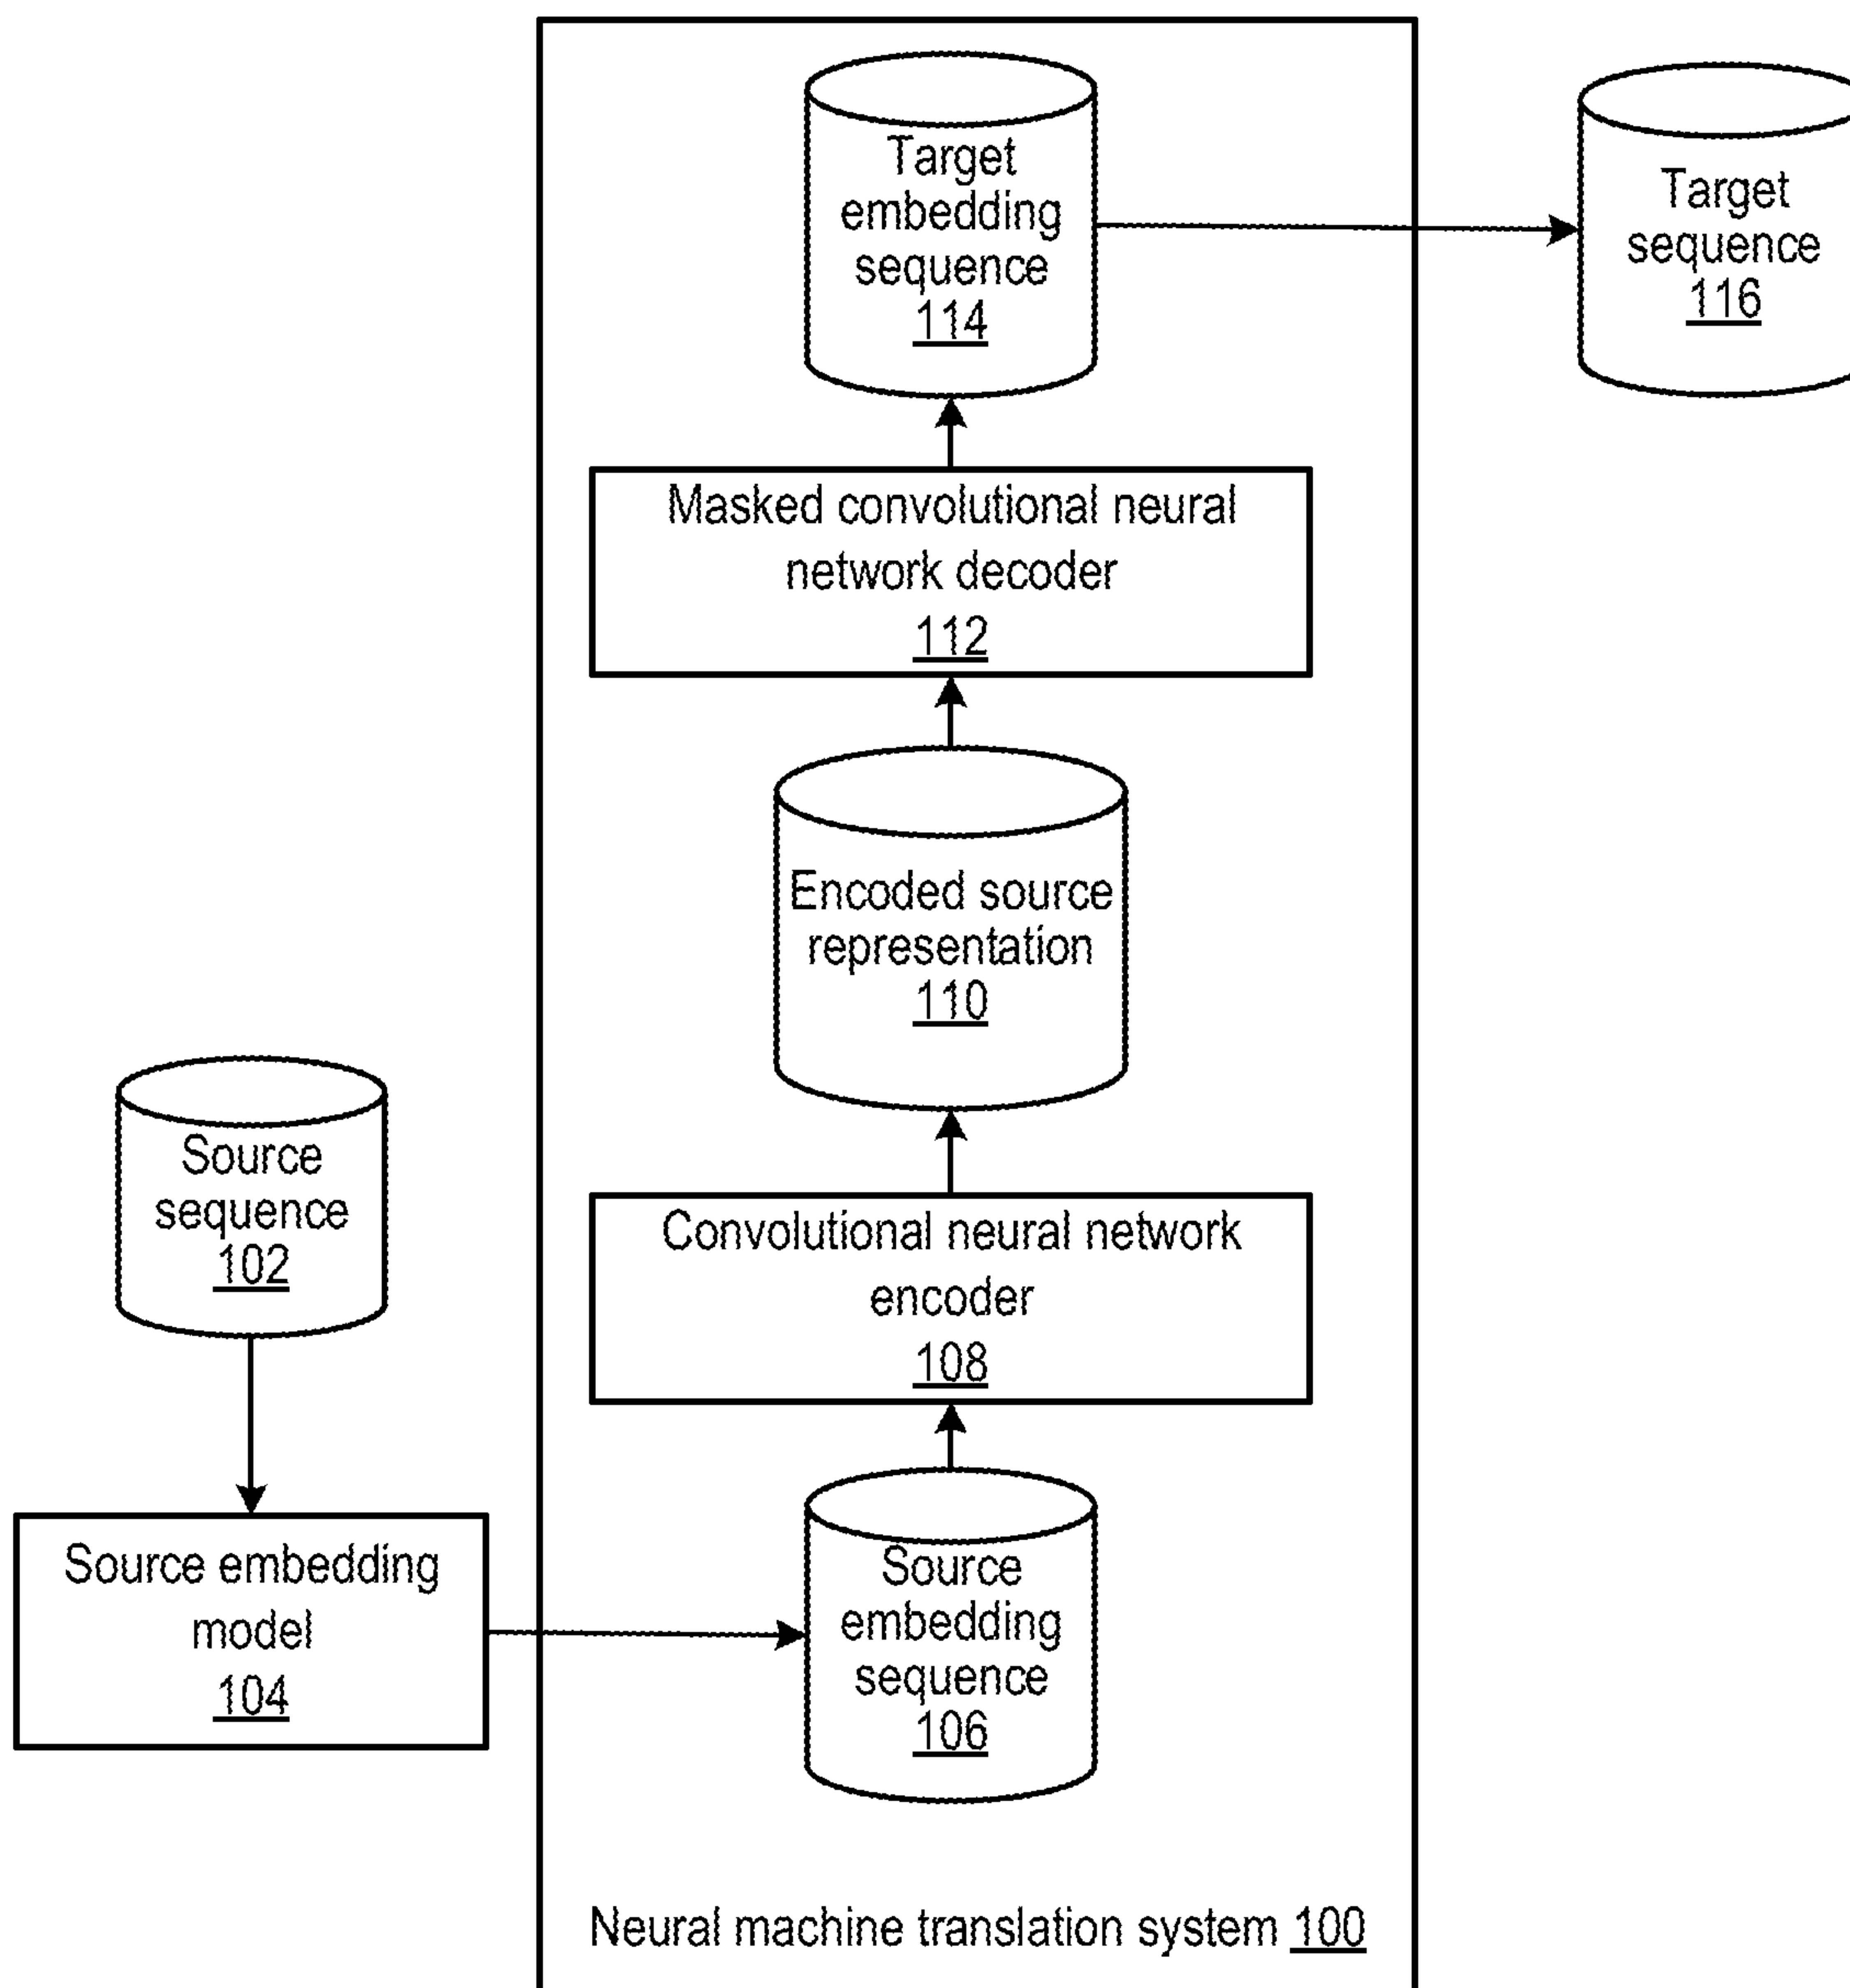 Target
embedding
sequence
114
Target
sequence
116
Masked convolutional neural
network decoder
112
Encoded source
representation
110
Source
sequence
102
Convolutional neural network
encoder
108
Source embedding
model
104
Source
embedding
sequence
106
Neural machine translation system 100